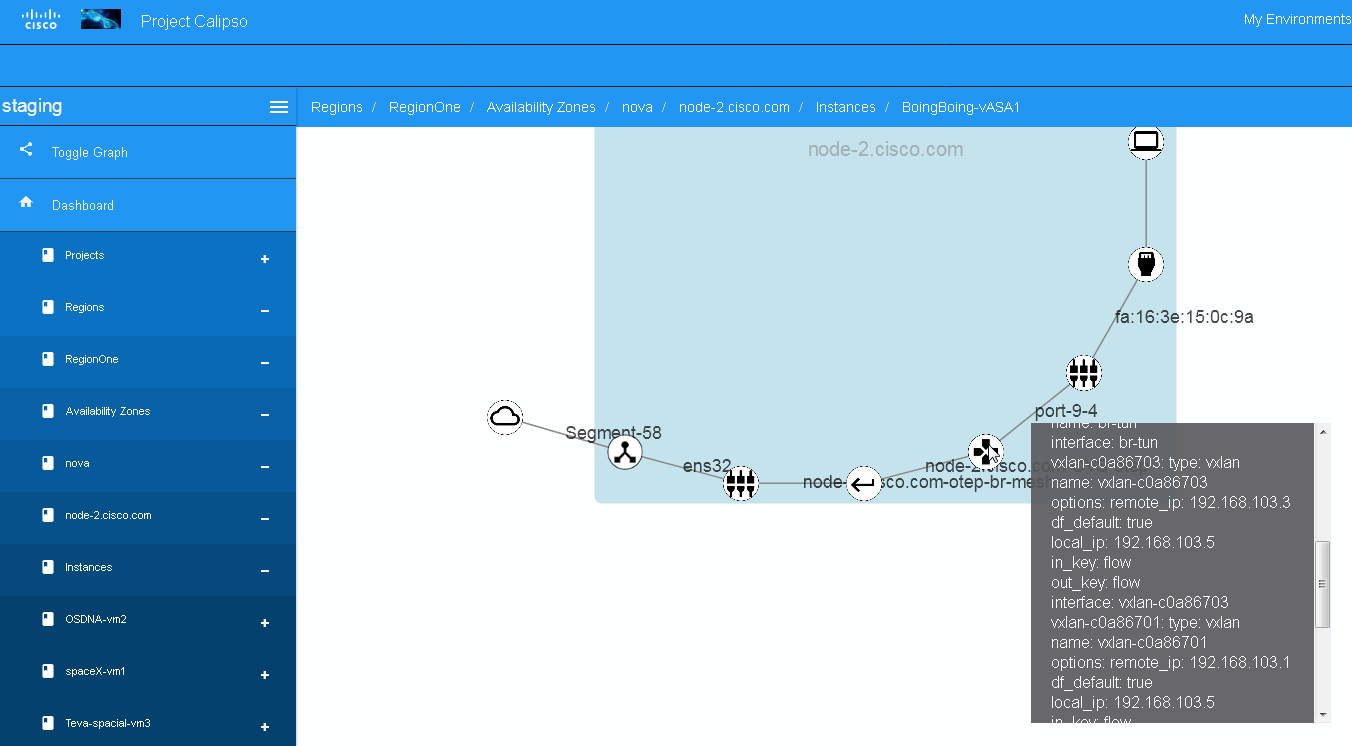 cisco
Project Calipso
My Environments
staging
Regions / RegionOne / Availability Zones / nova / node-2.cisco.com / Instances / BoingBoing-vASA1
Toggle Graph
Dashboard
Projects +
Regions −
RegionOne −
Availability Zones −
nova −
node-2.cisco.com −
Instances −
OSDNA-vm2 +
spaceX-vm1 +
Teva-spacial-vm3 +
node-2.cisco.com
fa:16:3e:15:0c:9a
port-9-4
Segment-58
ens32
node-2.cisco.com
sco.com-otep-br-mesh
name: br-tun
interface: br-tun
vxlan-c0a86703: type: vxlan
name: vxlan-c0a86703
options: remote_ip: 192.168.103.3
df_default: true
local_ip: 192.168.103.5
in_key: flow
out_key: flow
interface: vxlan-c0a86703
vxlan-c0a86701: type: vxlan
name: vxlan-c0a86701
options: remote_ip: 192.168.103.1
df_default: true
local_ip: 192.168.103.5
in_key: flow